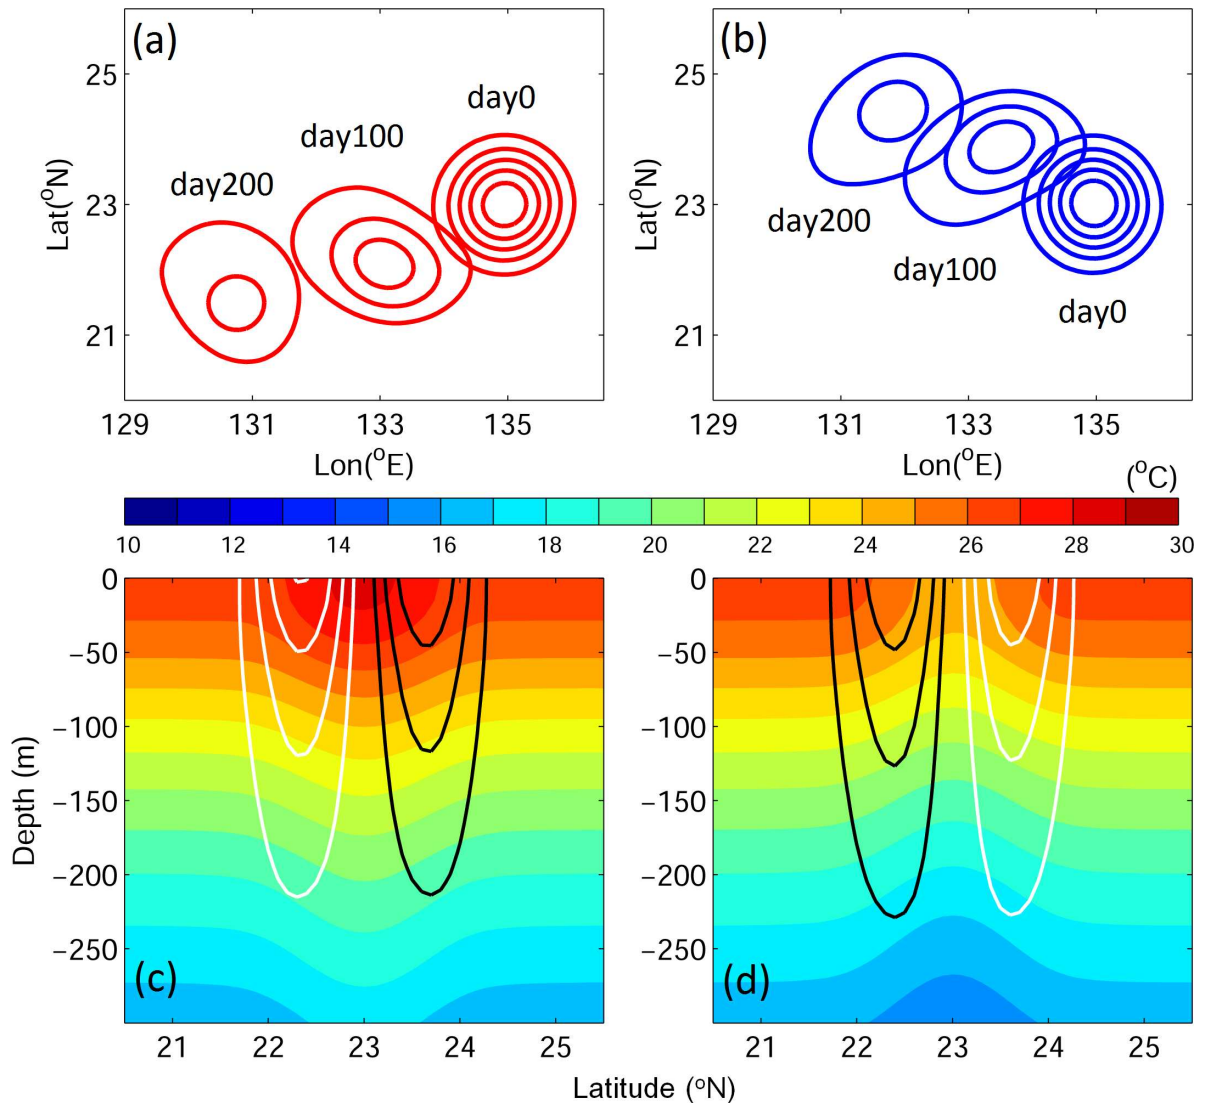 (a)
(b)
25
23
21
Lat(°N)
day0
day100
day200
129
131
133
135
Lon(°E)
25
23
21
Lat(°N)
day200
day100
day0
129
131
133
135
Lon(°E)
(°C)
10 12 14 16 18 20 22 24 26 28 30
0
−50
−100
−150
−200
−250
Depth (m)
(c)
21 22 23 24 25
0
−50
−100
−150
−200
−250
(d)
21 22 23 24 25
Latitude (°N)